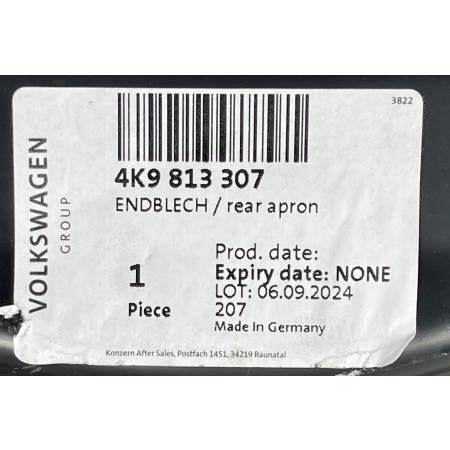 VOLKSWAGEN
GROUP
3822
4K9 813 307
ENDBLECH / rear apron
1
Piece
Prod. date:
Expiry date: NONE
LOT: 06.09.2024
207
Made In Germany
Konzern After Sales, Postfach 1451, 34219 Baunatal